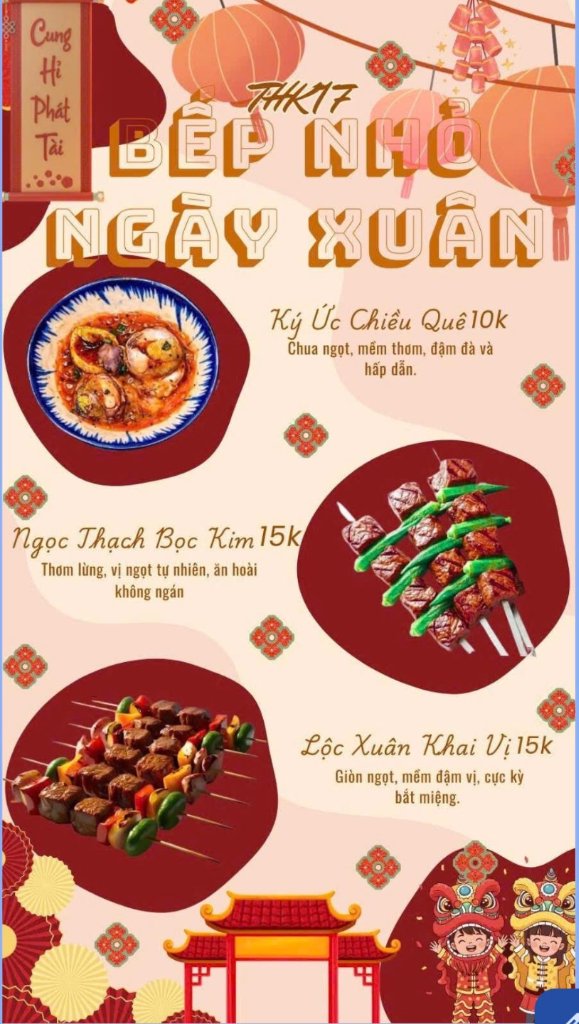 Cung
Hỉ
Phát
Tài
THK17
BẾP NHỎ
NGÀY XUÂN
Ký Ức Chiều Quê 10k
Chua ngọt, mềm thơm, đậm đà và
hấp dẫn.
Ngọc Thạch Bọc Kim 15k
Thơm lừng, vị ngọt tự nhiên, ăn hoài
không ngán
Lộc Xuân Khai Vị 15k
Giòn ngọt, mềm đậm vị, cực kỳ
bắt miệng.